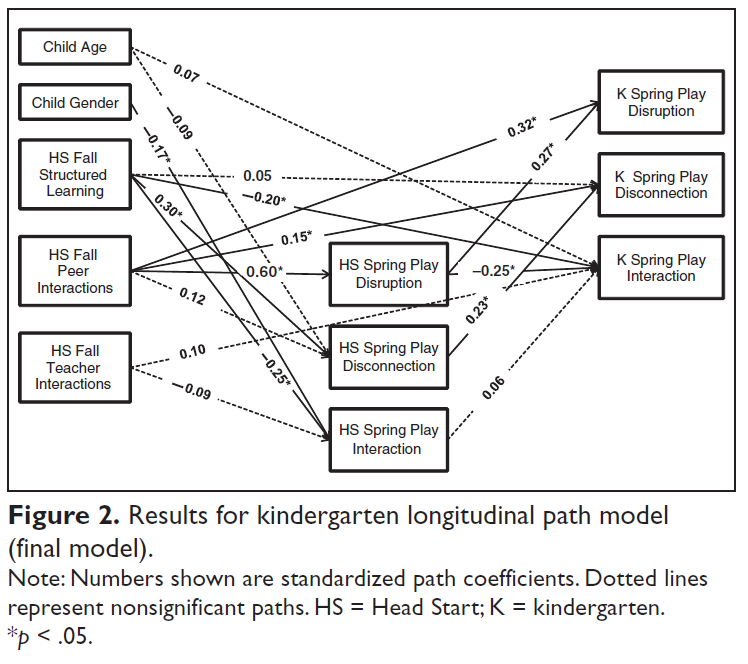 Child Age
Child Gender
HS Fall
Structured
Learning
HS Fall
Peer
Interactions
HS Fall
Teacher
Interactions
0.07
−0.09
−0.17*
0.05
−0.20*
0.30*
0.15*
0.60*
0.12
0.10
−0.25*
−0.09
0.32*
0.27*
−0.25*
0.23*
0.06
HS Spring Play
Disruption
HS Spring Play
Disconnection
HS Spring Play
Interaction
K Spring Play
Disruption
K Spring Play
Disconnection
K Spring Play
Interaction
Figure 2. Results for kindergarten longitudinal path model
(final model).
Note: Numbers shown are standardized path coefficients. Dotted lines
represent nonsignificant paths. HS = Head Start; K = kindergarten.
*p < .05.